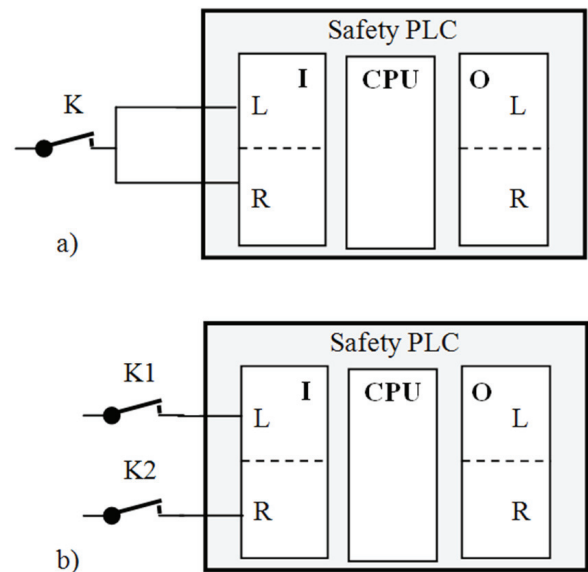 Safety PLC
I CPU O
K L L
R R
a)
Safety PLC
K1
I CPU O
L L
K2
R R
b)